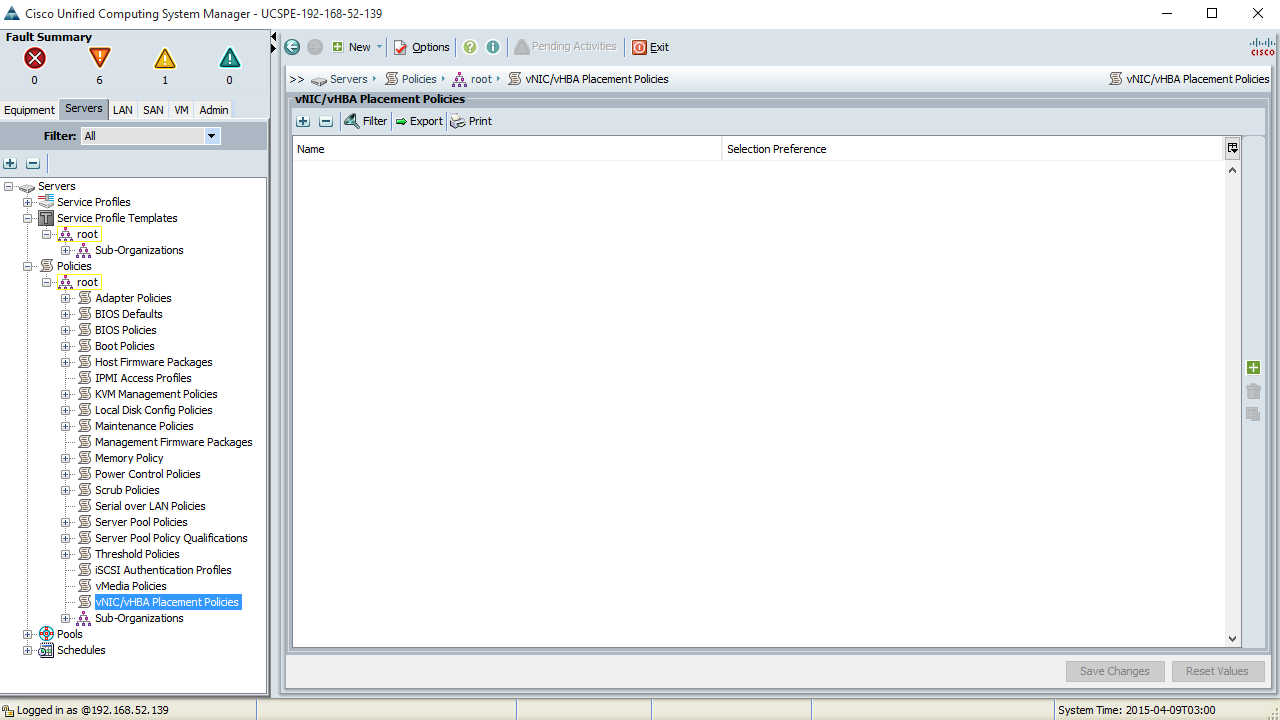 Cisco Unified Computing System Manager - UCSPE-192-168-52-139
Fault Summary
0 6 1 0
Equipment Servers LAN SAN VM Admin
Filter: All
Servers
Service Profiles
Service Profile Templates
root
Sub-Organizations
Policies
root
Adapter Policies
BIOS Defaults
BIOS Policies
Boot Policies
Host Firmware Packages
IPMI Access Profiles
KVM Management Policies
Local Disk Config Policies
Maintenance Policies
Management Firmware Packages
Memory Policy
Power Control Policies
Scrub Policies
Serial over LAN Policies
Server Pool Policies
Server Pool Policy Qualifications
Threshold Policies
iSCSI Authentication Profiles
vMedia Policies
vNIC/vHBA Placement Policies
Sub-Organizations
Pools
Schedules
New Options Pending Activities Exit
CISCO
>> Servers Policies root vNIC/vHBA Placement Policies vNIC/vHBA Placement Policies
vNIC/vHBA Placement Policies
Filter Export Print
Name Selection Preference
Save Changes Reset Values
Logged in as @192.168.52.139 System Time: 2015-04-09T03:00